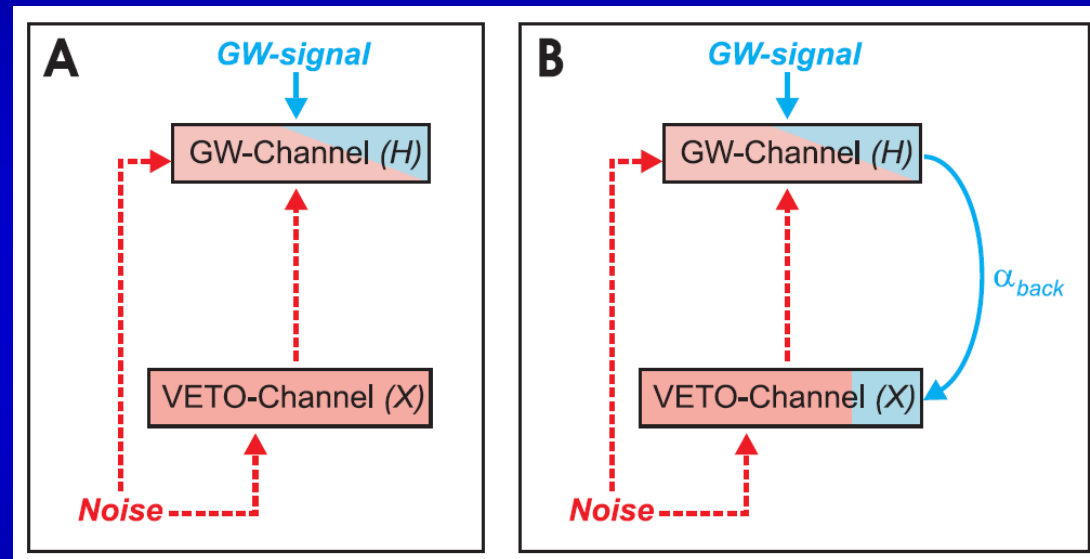 A
GW-signal
GW-Channel (H)
VETO-Channel (X)
Noise
B
GW-signal
GW-Channel (H)
α back
VETO-Channel (X)
Noise